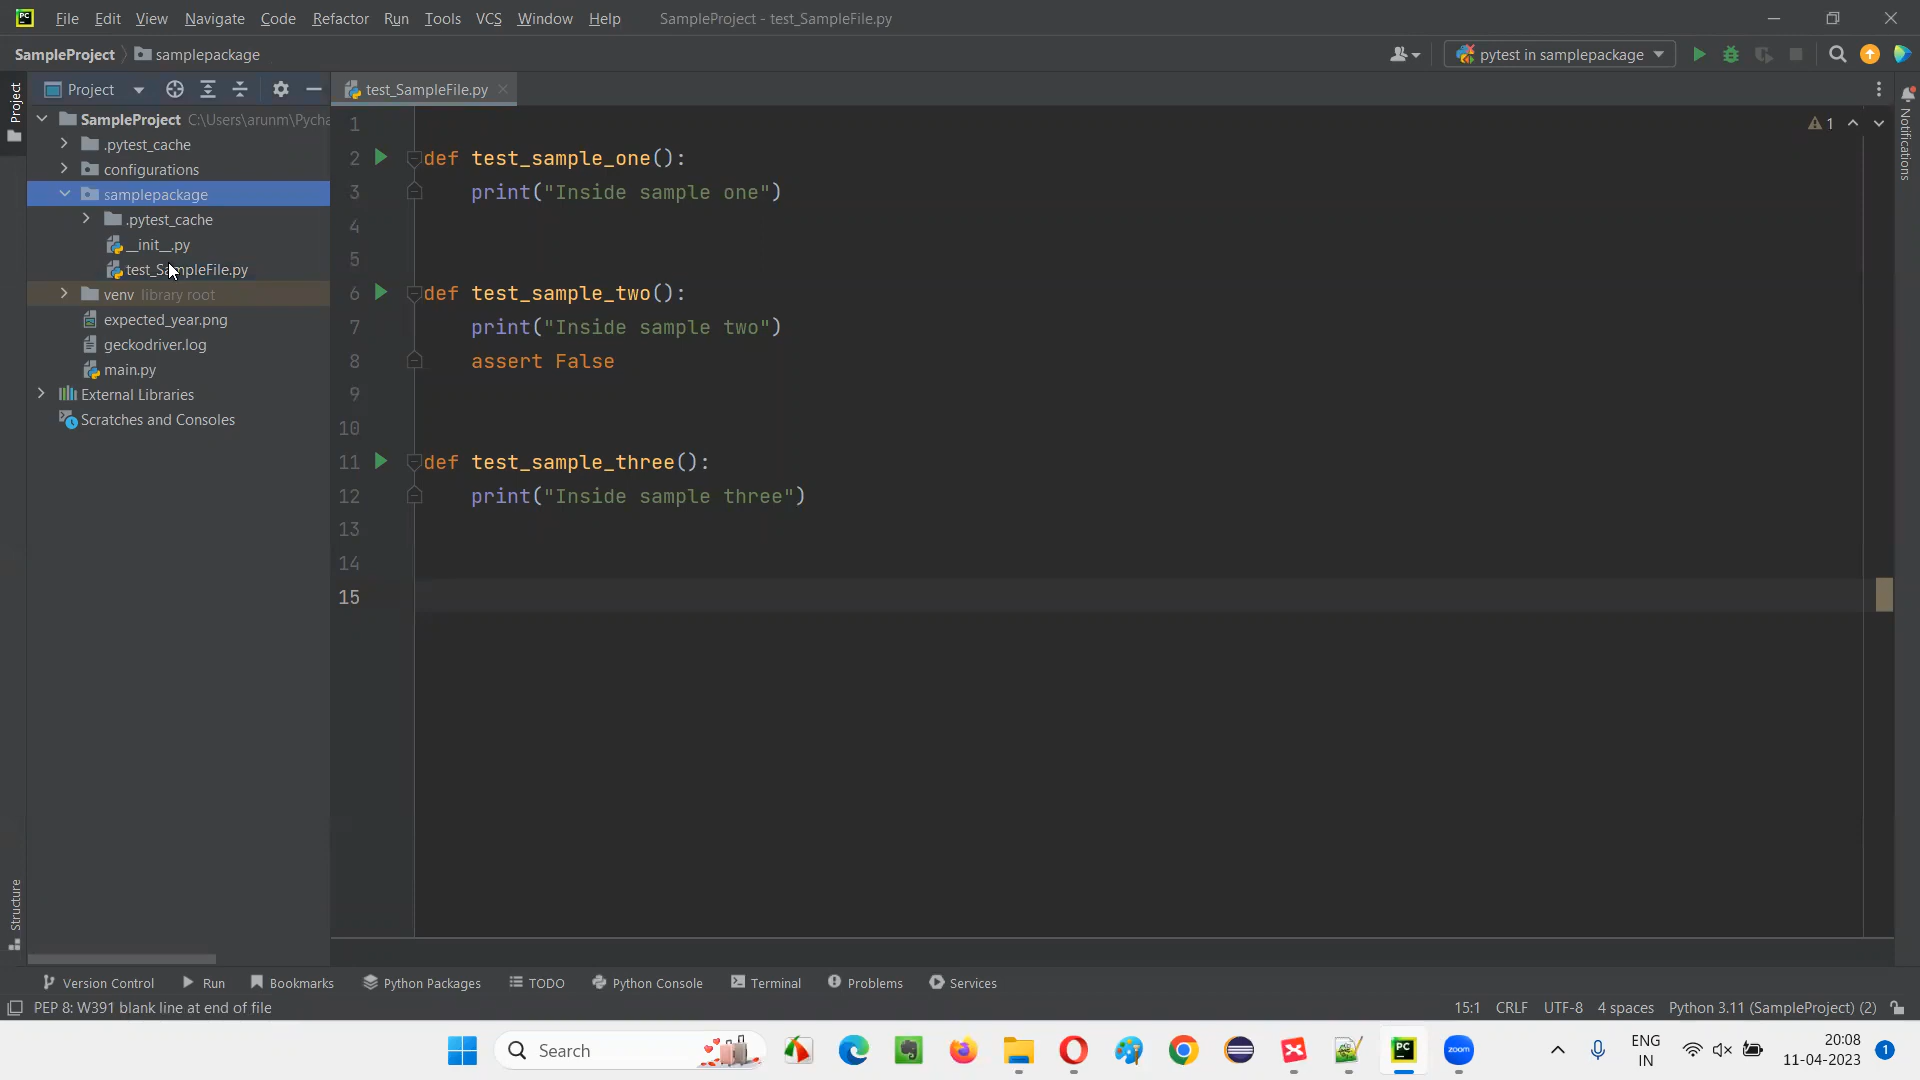 File Edit View Navigate Code Refactor Run Tools VCS Window Help SampleProject - test_SampleFile.py
SampleProject samplepackage pytest in samplepackage
Project test_SampleFile.py
Project
SampleProject C:\Users\arunm\Pycha
.pytest_cache
configurations
samplepackage
.pytest_cache
__init__.py
test_SampleFile.py
venv library root
expected_year.png
geckodriver.log
main.py
External Libraries
Scratches and Consoles
Structure
1
2 def test_sample_one():
3 print("Inside sample one")
4
5
6 def test_sample_two():
7 print("Inside sample two")
8 assert False
9
10
11 def test_sample_three():
12 print("Inside sample three")
13
14
15
1
Notifications
Version Control Run Bookmarks Python Packages TODO Python Console Terminal Problems Services
PEP 8: W391 blank line at end of file 15:1 CRLF UTF-8 4 spaces Python 3.11 (SampleProject) (2)
Search PC zoom
ENG
IN
20:08
11-04-2023
1